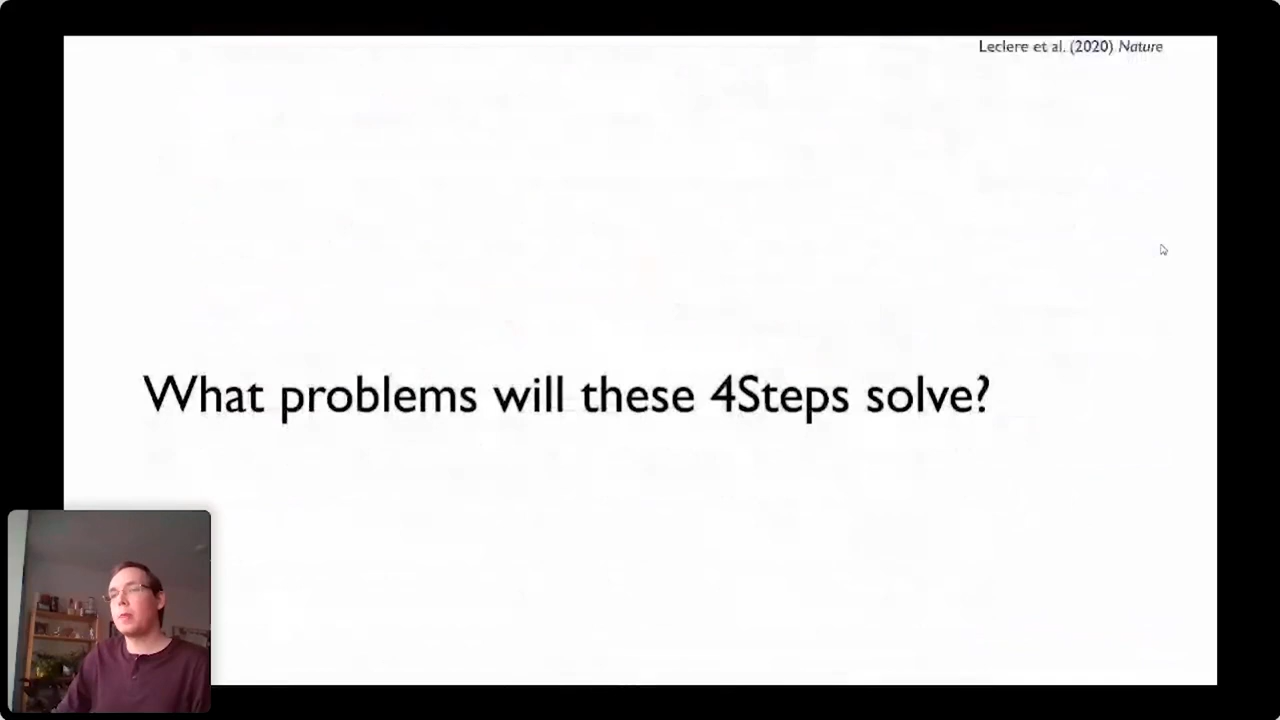 Leclere et al. (2020) Nature
What problems will these 4Steps solve?